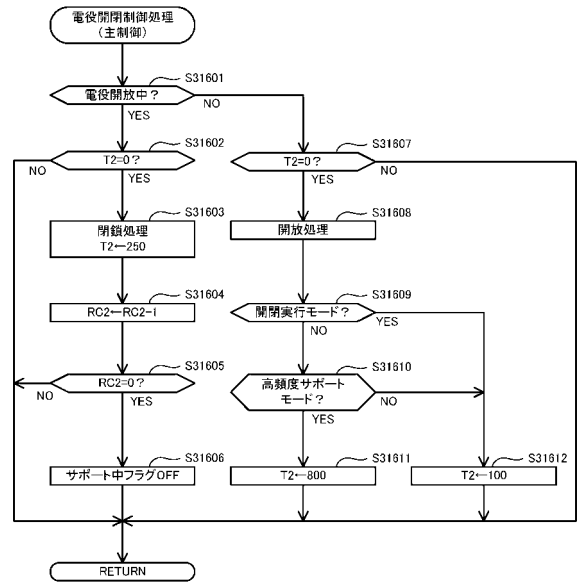 電役開閉制御処理
(主制御)
S31601
電役開放中？
NO
YES
S31602
T2=0？
NO
YES
S31607
T2=0？
NO
YES
S31603
閉鎖処理
T2←250
S31608
開放処理
S31604
RC2←RC2-1
S31609
開閉実行モード？
YES
NO
S31605
RC2=0？
NO
YES
S31610
高頻度サポート
モード？
NO
YES
S31606
サポート中フラグOFF
S31611
T2←800
S31612
T2←100
RETURN